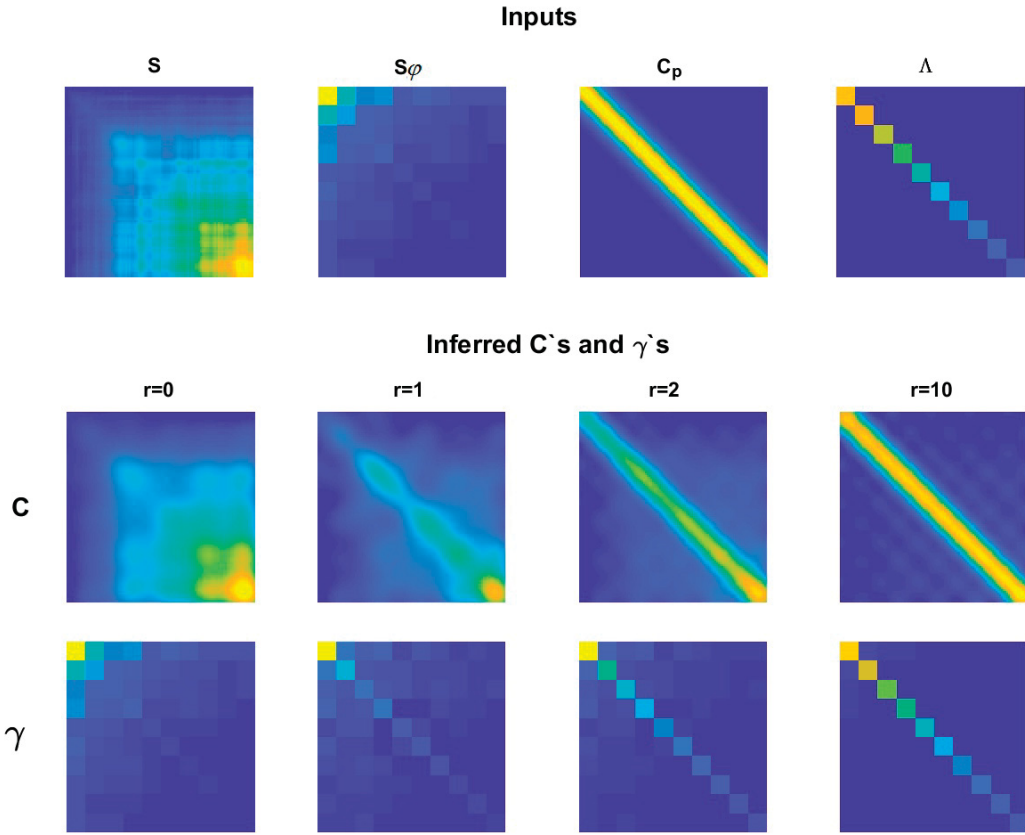 Inputs
S Sφ Cp Λ
Inferred C`s and γ`s
r=0 r=1 r=2 r=10
C
γ